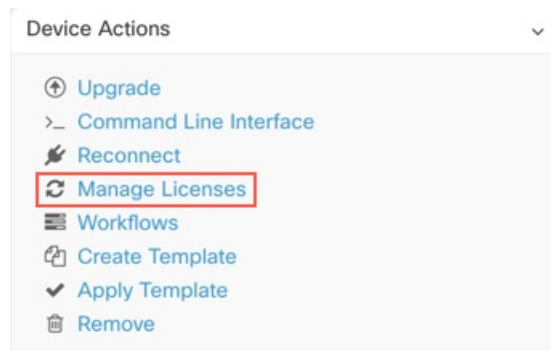 Device Actions
Upgrade
Command Line Interface
Reconnect
Manage Licenses
Workflows
Create Template
Apply Template
Remove